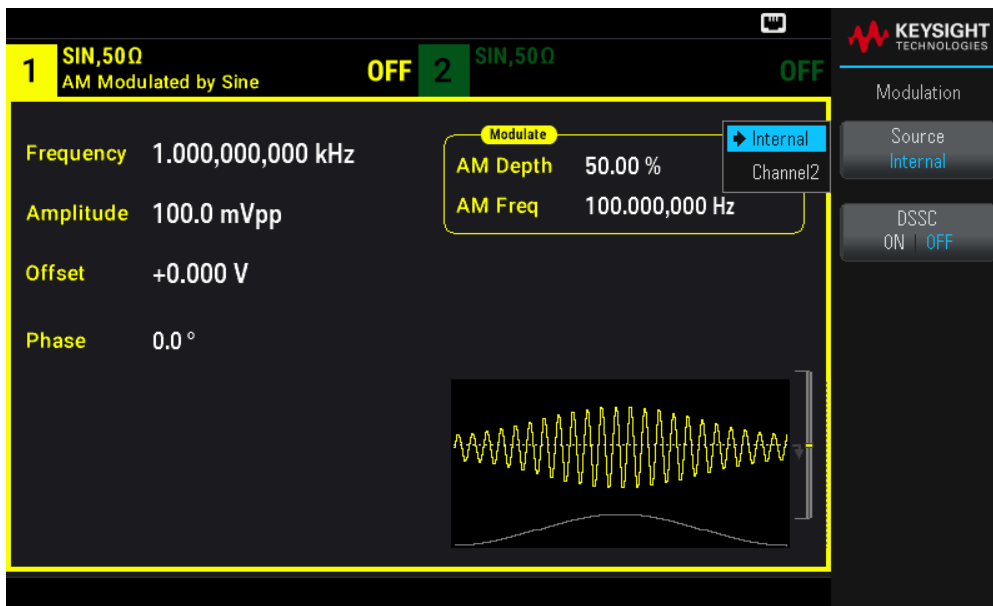 KEYSIGHT
TECHNOLOGIES
1
SIN,50Ω
AM Modulated by Sine
OFF
2
SIN,50Ω
OFF
Modulation
Frequency 1.000,000,000 kHz
Amplitude 100.0 mVpp
Offset +0.000 V
Phase 0.0 °
Modulate
AM Depth 50.00 %
AM Freq 100.000,000 Hz
Internal
Channel2
Source
Internal
DSSC
ON | OFF